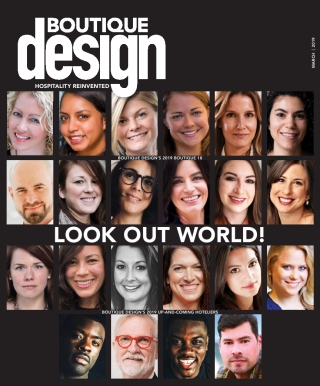 BOUTIQUE
design
HOSPITALITY REINVENTED
MARCH | 2019
BOUTIQUE DESIGN'S 2019 BOUTIQUE 18
LOOK OUT WORLD!
BOUTIQUE DESIGN'S 2019 UP-AND-COMING HOTELIERS